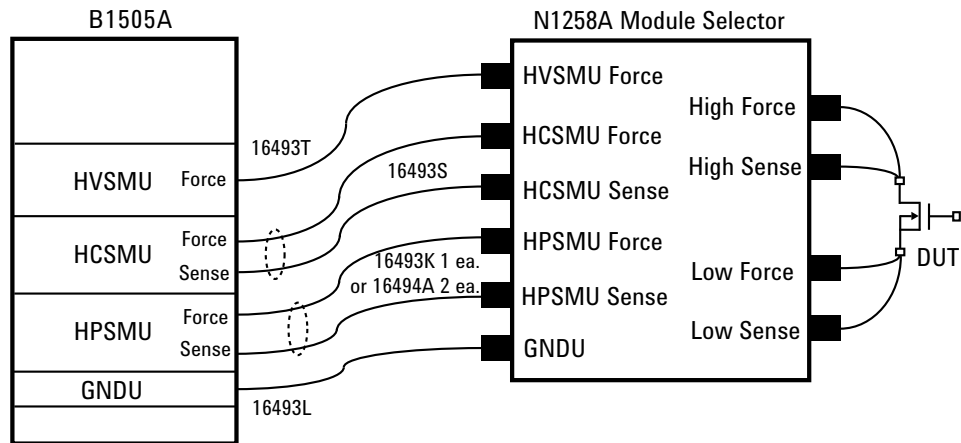 B1505A
N1258A Module Selector
HVSMU Force
HCSMU Force
Sense
HPSMU Force
Sense
GNDU
16493T
16493S
16493K 1 ea.
or 16494A 2 ea.
16493L
HVSMU Force
HCSMU Force
HCSMU Sense
HPSMU Force
HPSMU Sense
GNDU
High Force
High Sense
Low Force
Low Sense
DUT